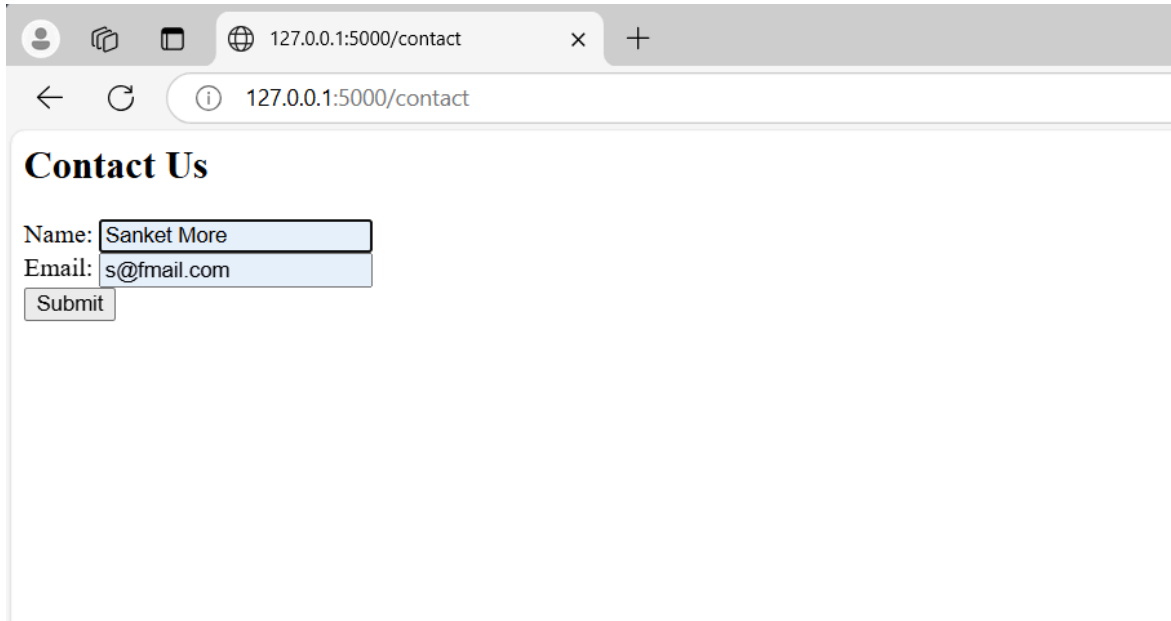 127.0.0.1:5000/contact
127.0.0.1:5000/contact
Contact Us
Name: Sanket More
Email: s@fmail.com
Submit